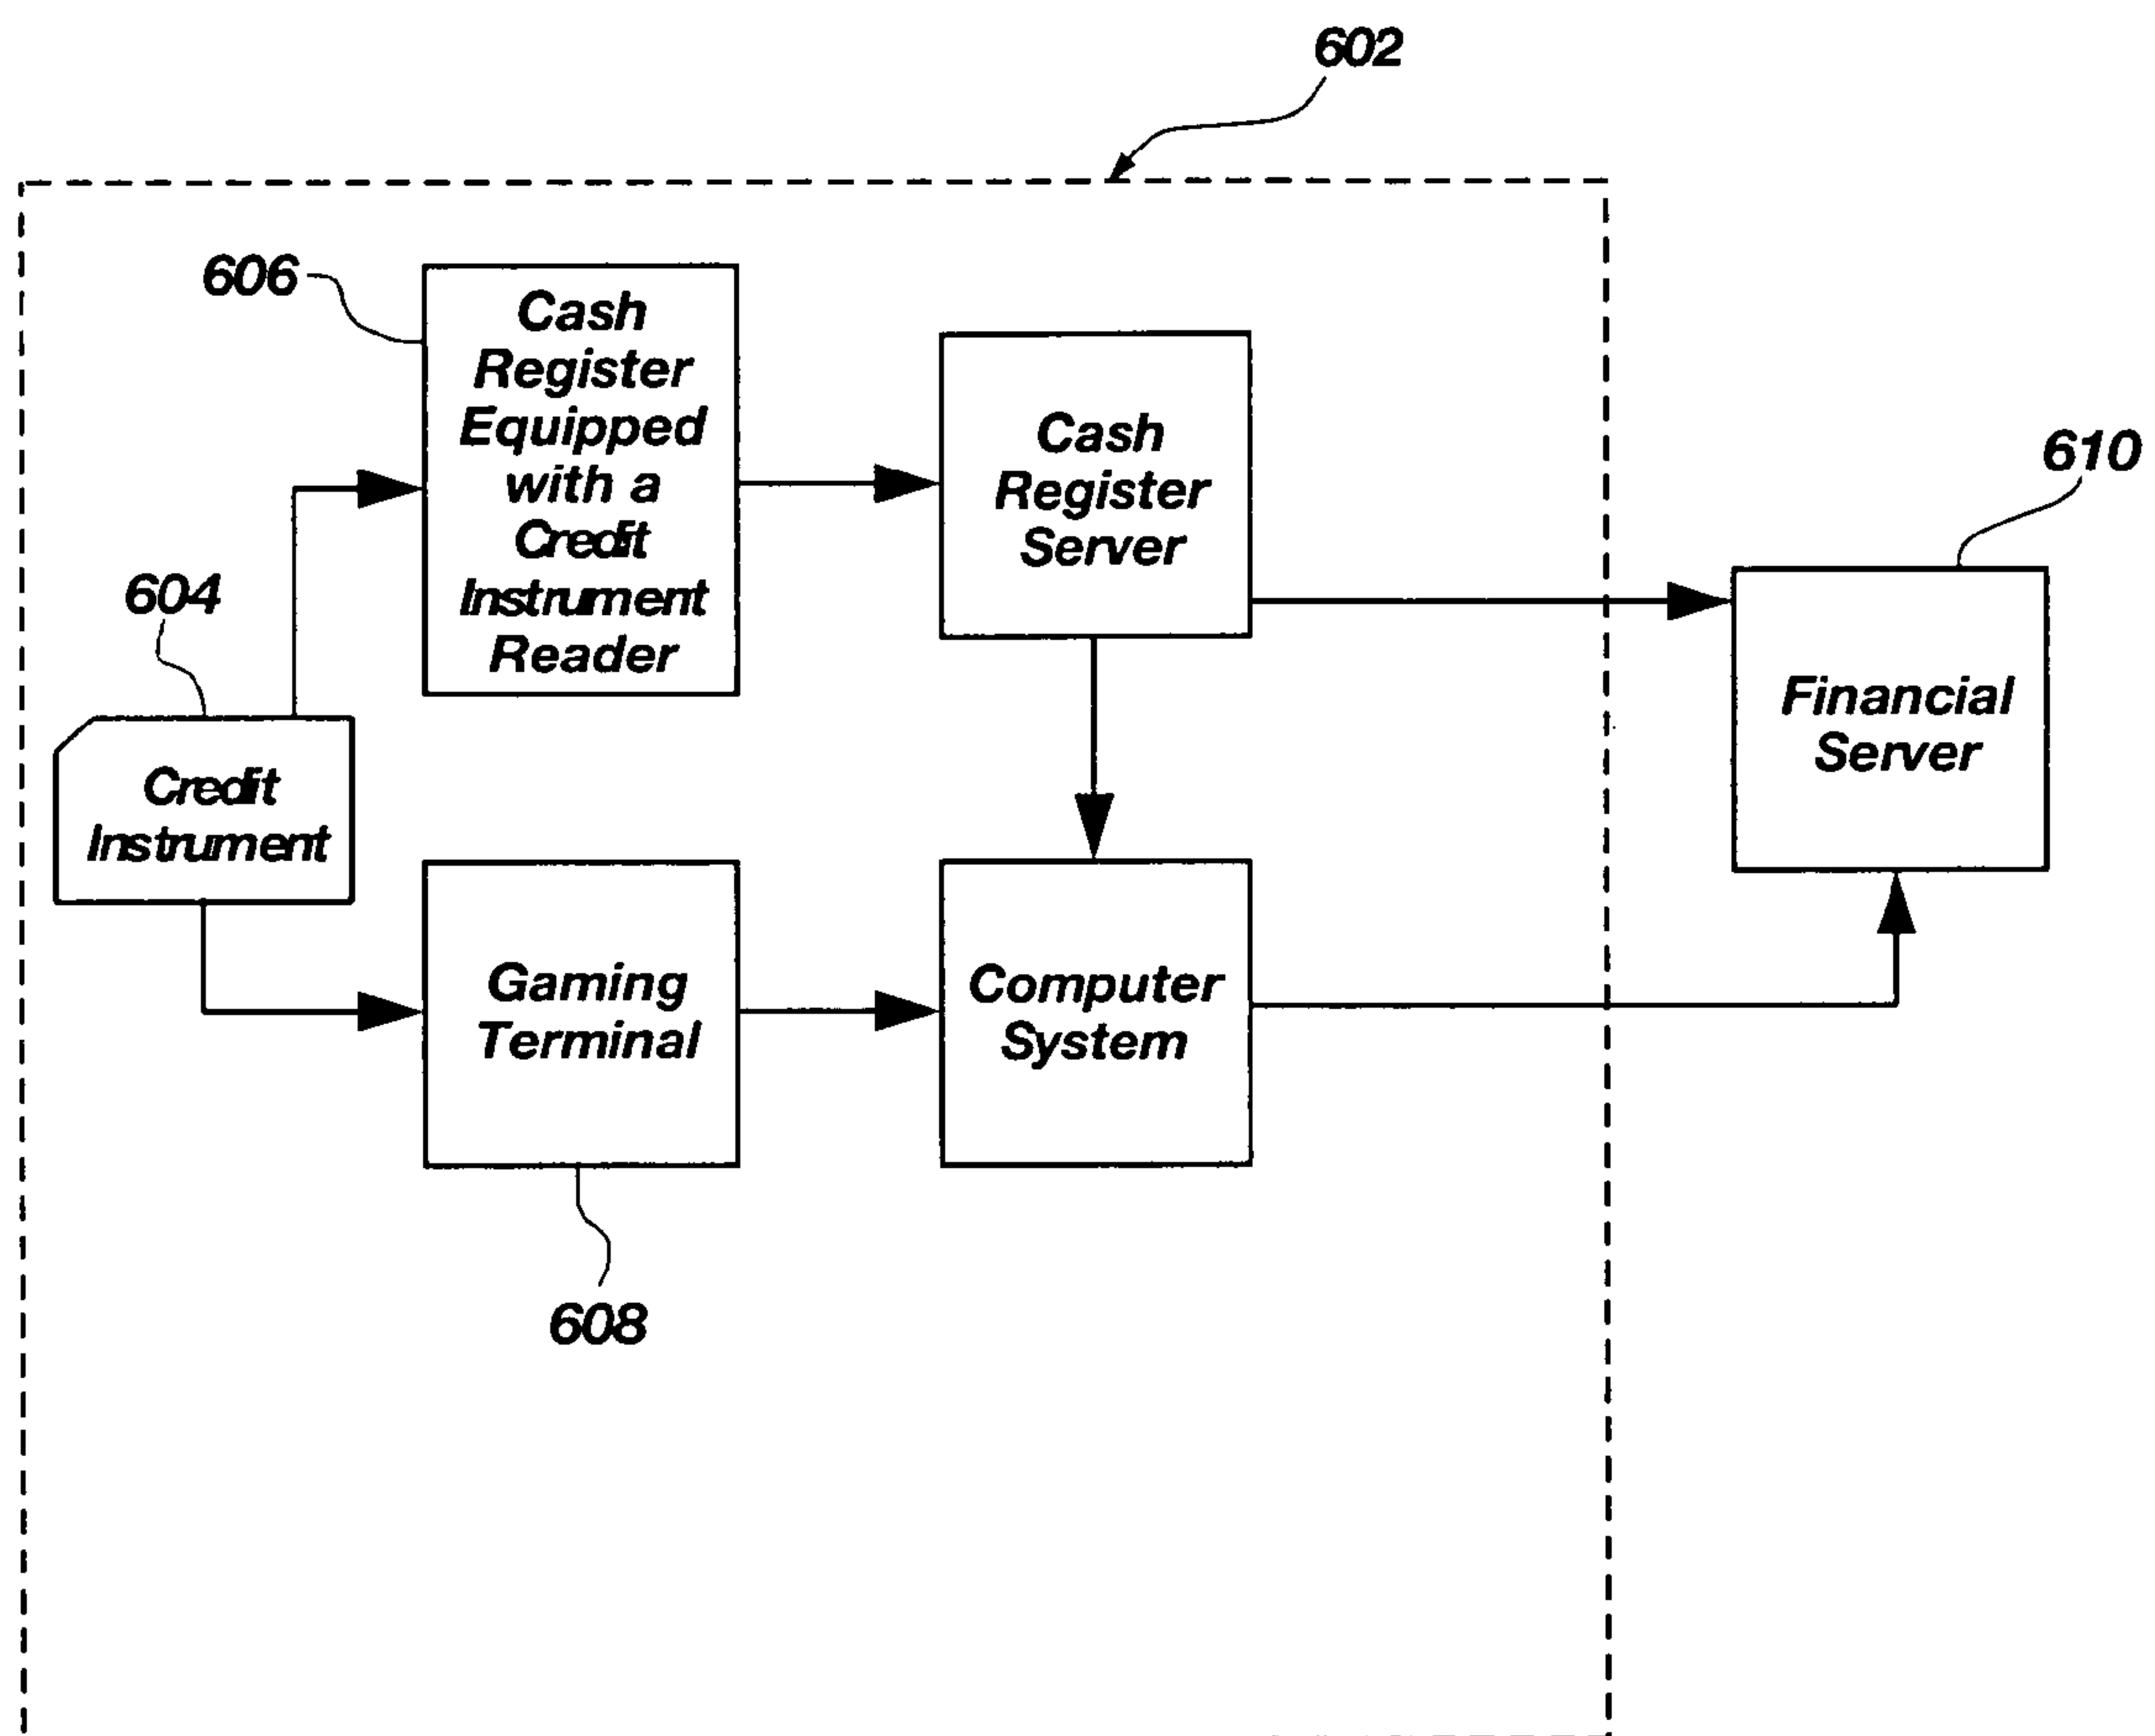 602
606
Cash
Register
Equipped
with a
Credit
Instrument
Reader
Cash
Register
Server
610
604
Financial
Server
Credit
Instrument
Gaming
Terminal
Computer
System
608